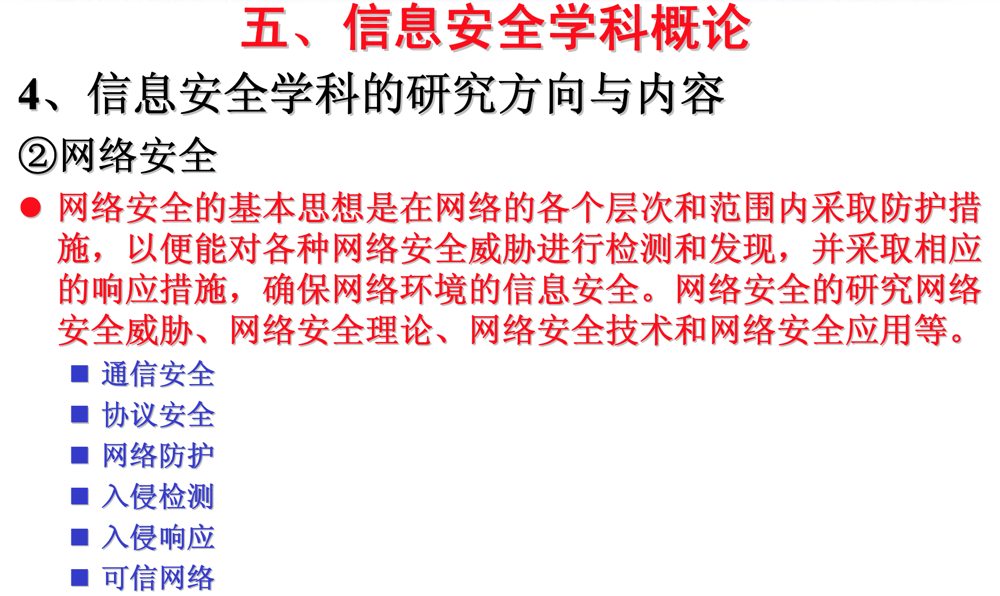 五、信息安全学科概论
4、信息安全学科的研究方向与内容
②网络安全
● 网络安全的基本思想是在网络的各个层次和范围内采取防护措
施，以便能对各种网络安全威胁进行检测和发现，并采取相应
的响应措施，确保网络环境的信息安全。网络安全的研究网络
安全威胁、网络安全理论、网络安全技术和网络安全应用等。
■ 通信安全
■ 协议安全
■ 网络防护
■ 入侵检测
■ 入侵响应
■ 可信网络